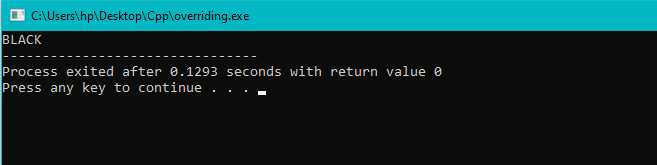 C:\Users\hp\Desktop\Cpp\overriding.exe
BLACK
--------------------------------
Process exited after 0.1293 seconds with return value 0
Press any key to continue . . .